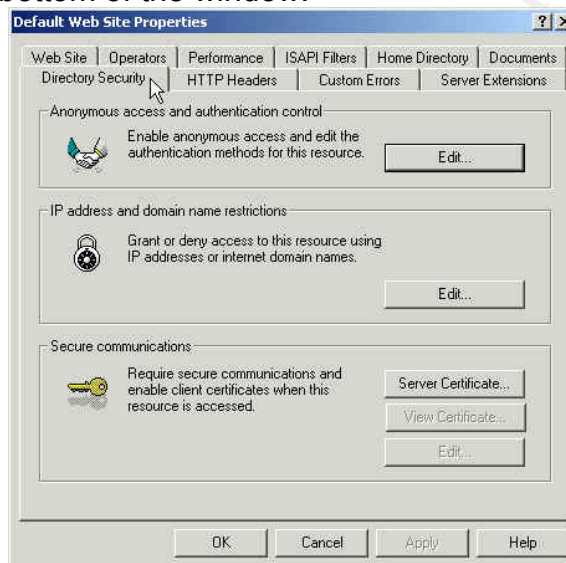 bottom of the window.
Default Web Site Properties
Web Site Operators Performance ISAPI Filters Home Directory Documents
Directory Security HTTP Headers Custom Errors Server Extensions
Anonymous access and authentication control
Enable anonymous access and edit the
authentication methods for this resource.
Edit...
IP address and domain name restrictions
Grant or deny access to this resource using
IP addresses or internet domain names.
Edit...
Secure communications
Require secure communications and
enable client certificates when this
resource is accessed.
Server Certificate...
View Certificate...
Edit...
OK Cancel Apply Help